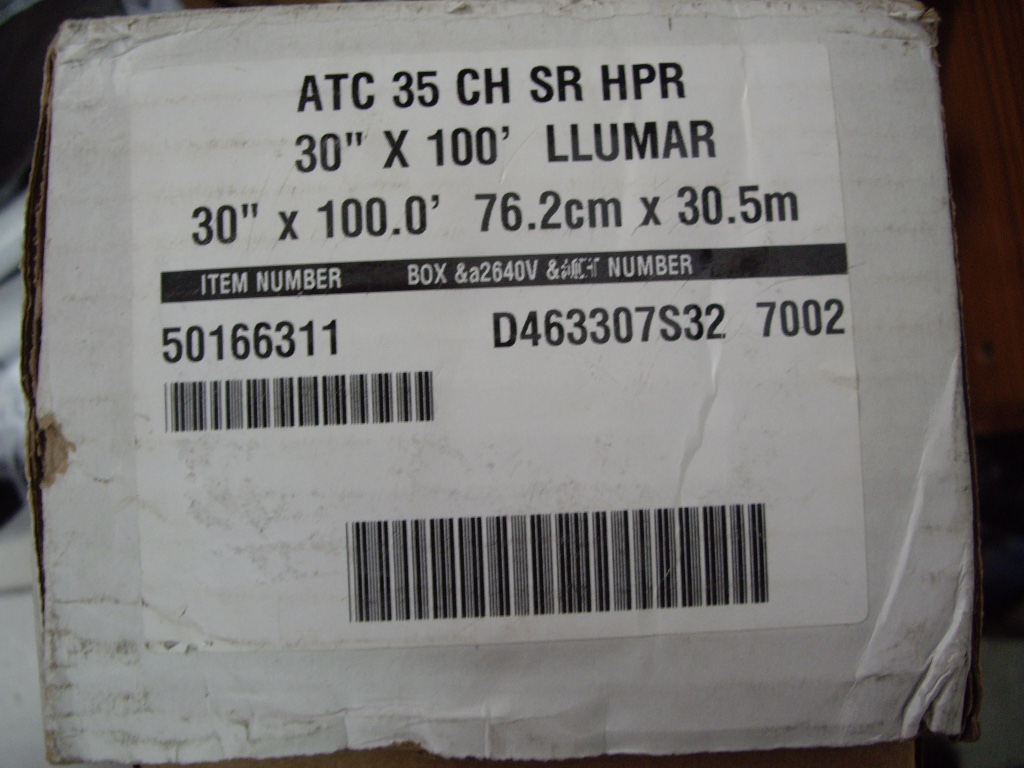 ATC 35 CH SR HPR
30" X 100' LLUMAR
30" x 100.0' 76.2cm x 30.5m
ITEM NUMBER BOX &a2640V NUMBER
50166311 D463307S32 7002